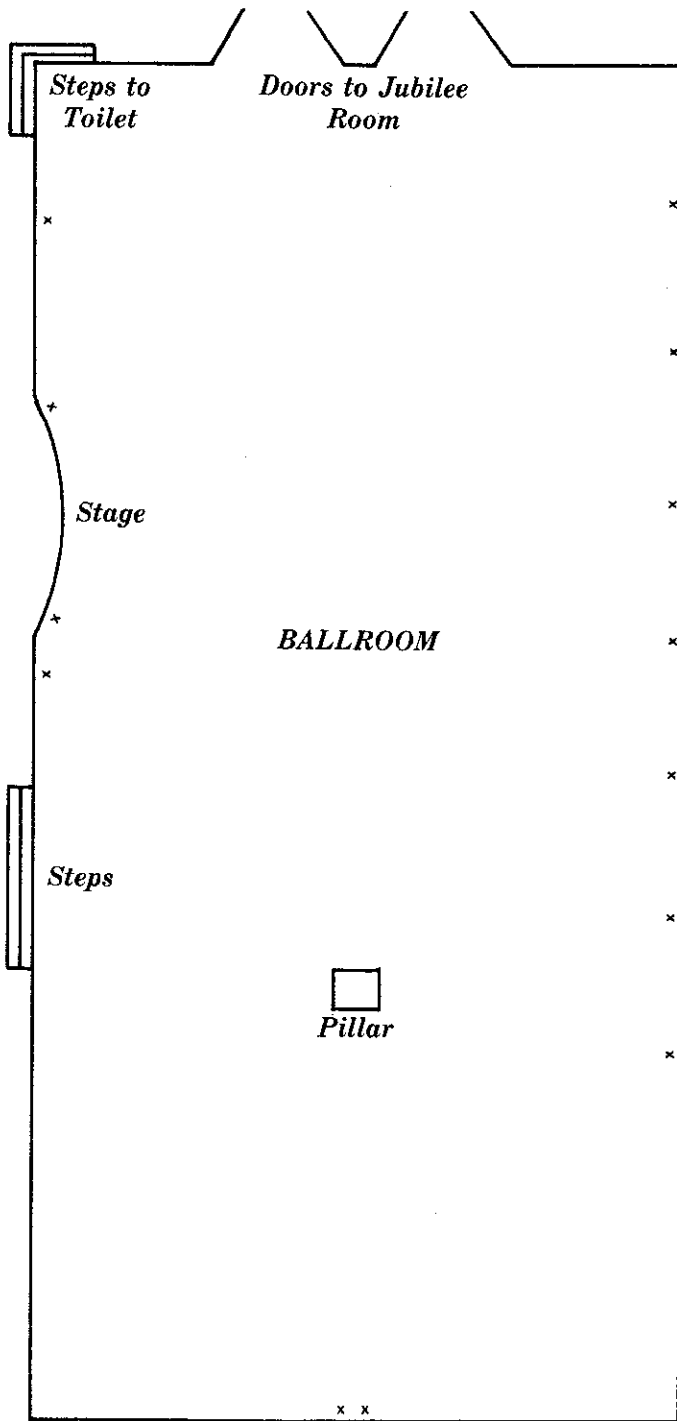 Steps to
Toilet
Doors to Jubilee
Room
x
x
x
x
Stage
x
x
BALLROOM
x
x
x
Steps
x
Pillar
x
x x